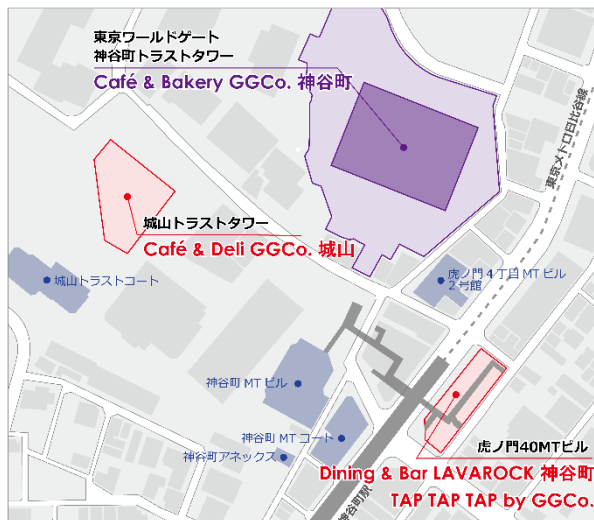 東京ワールドゲート
神谷町トラストタワー
Café & Bakery GGCo. 神谷町
東京メトロ日比谷線
城山トラストタワー
Café & Deli GGCo. 城山
城山トラストコート
虎ノ門4丁目MTビル
2号館
神谷町MTビル
神谷町MTコート
神谷町アネックス
虎ノ門40MTビル
Dining & Bar LAVAROCK 神谷町
TAP TAP TAP by GGCo.
神谷町駅